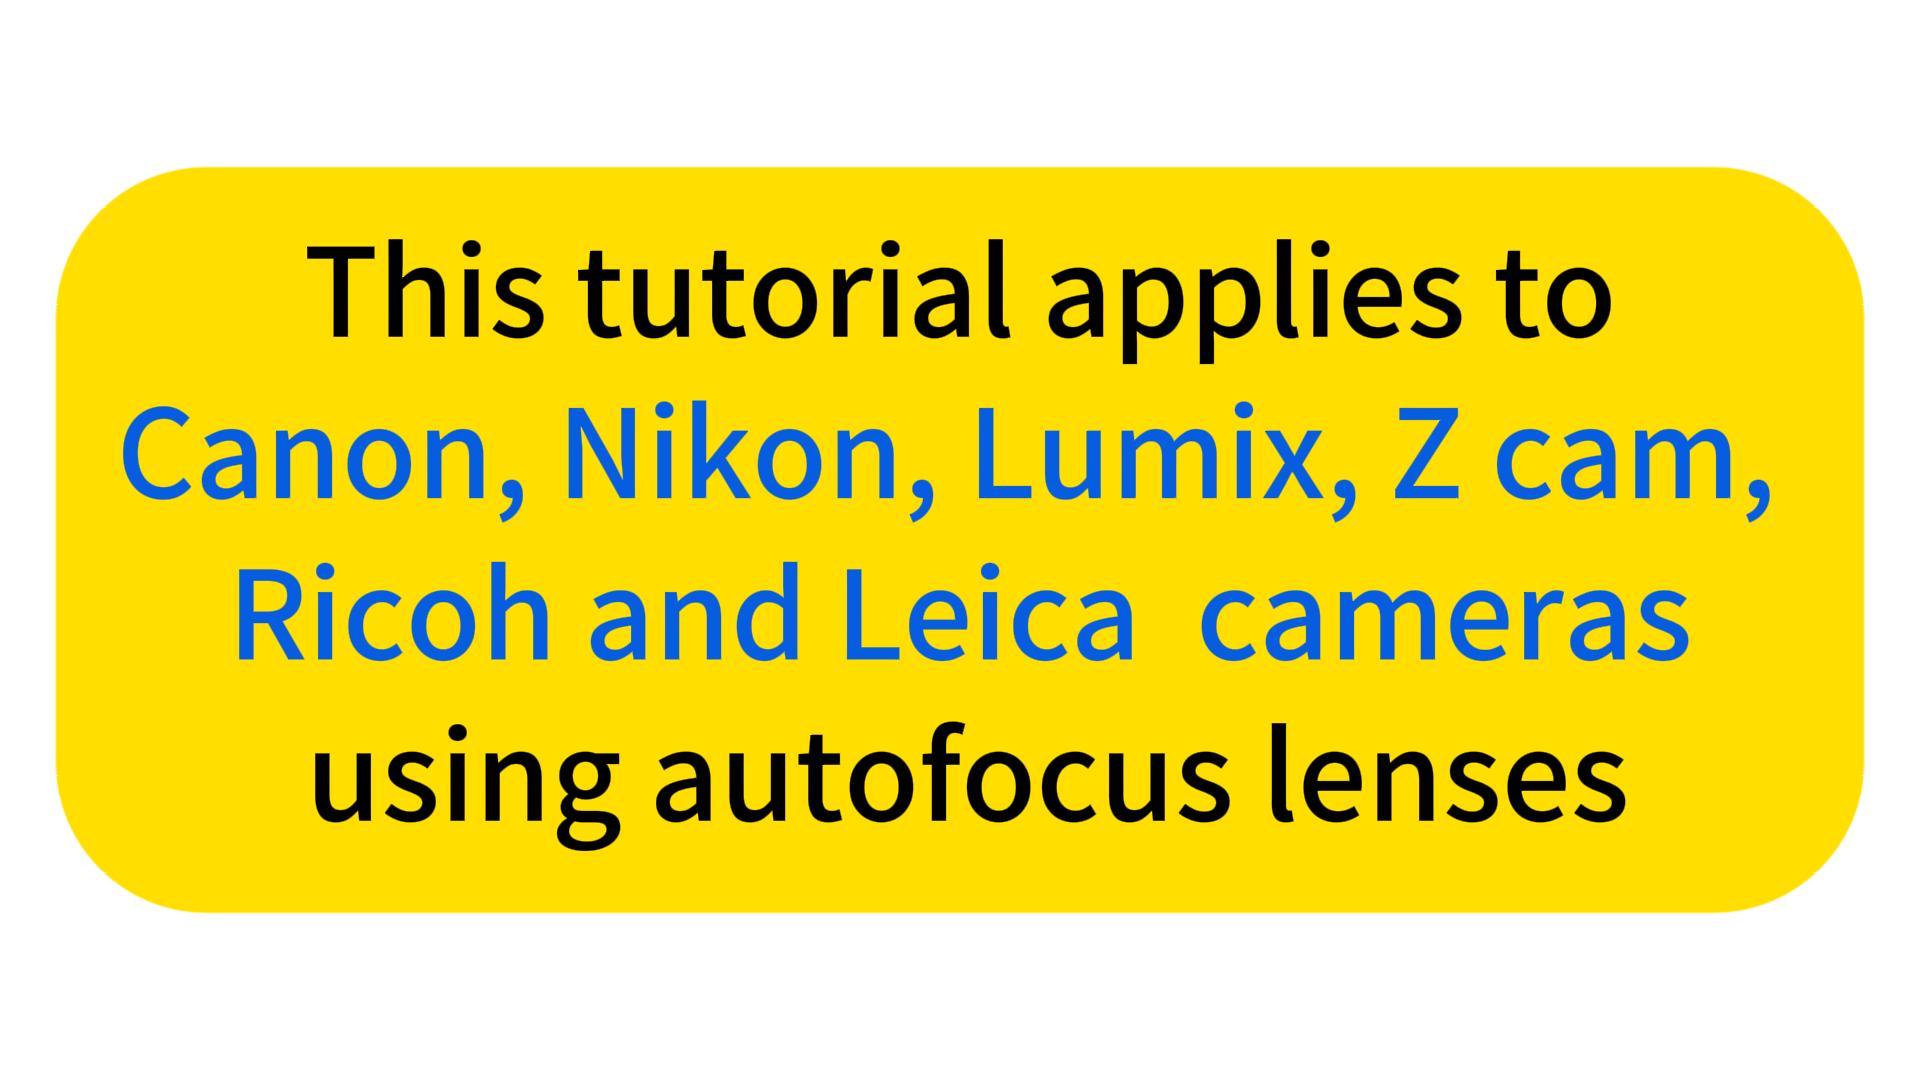 This tutorial applies to
Canon, Nikon, Lumix, Z cam,
Ricoh and Leica  cameras
using autofocus lenses